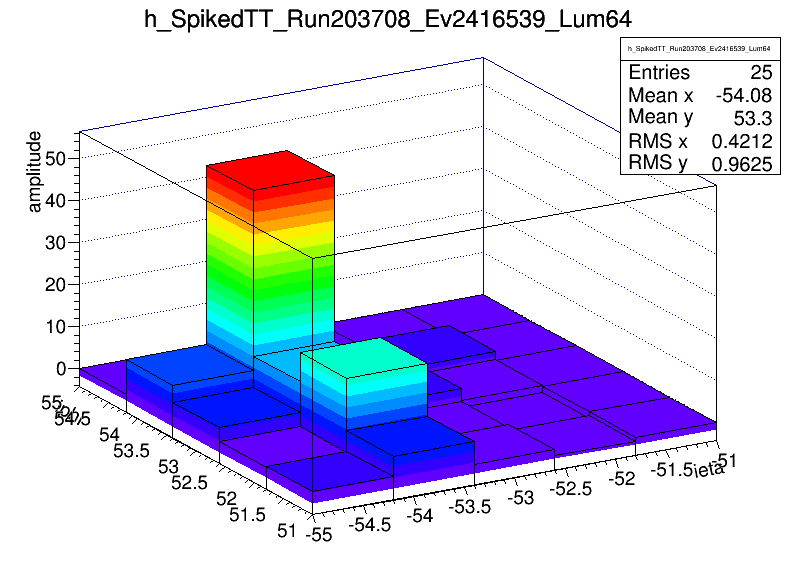 h_SpikedTT_Run203708_Ev2416539_Lum64
h_SpikedTT_Run203708_Ev2416539_Lum64
Entries 25
Mean x -54.08
Mean y 53.3
RMS x 0.4212
RMS y 0.9625
amplitude
50
40
30
20
10
0
55
54.5
54
53.5
53
52.5
52
51.5
51
-55
-54.5
-54
-53.5
-53
-52.5
-52
-51.5
-51
ieta